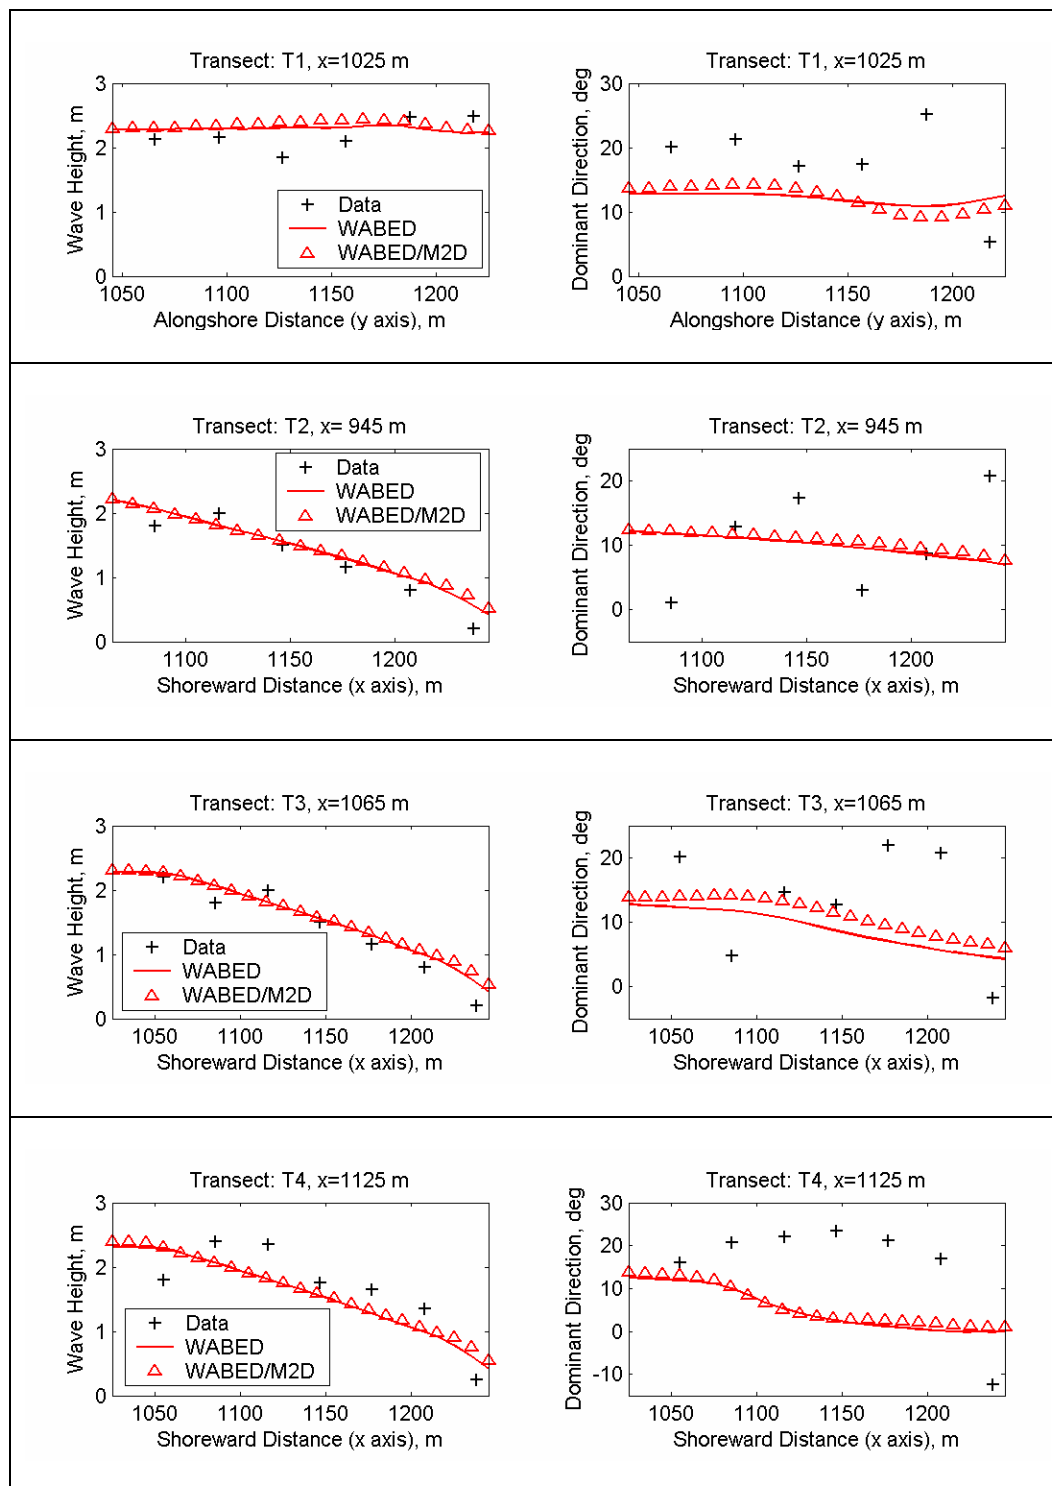 Transect: T1, x=1025 m
Wave Height, m
3
2
1
0
Data
WABED
WABED/M2D
1050 1100 1150 1200
Alongshore Distance (y axis), m
Transect: T1, x=1025 m
Dominant Direction, deg
30
20
10
0
1050 1100 1150 1200
Alongshore Distance (y axis), m
Transect: T2, x= 945 m
Wave Height, m
3
2
1
0
Data
WABED
WABED/M2D
1100 1150 1200
Shoreward Distance (x axis), m
Transect: T2, x= 945 m
Dominant Direction, deg
20
10
0
1100 1150 1200
Shoreward Distance (x axis), m
Transect: T3, x=1065 m
Wave Height, m
3
2
1
0
Data
WABED
WABED/M2D
1050 1100 1150 1200
Shoreward Distance (x axis), m
Transect: T3, x=1065 m
Dominant Direction, deg
20
10
0
1050 1100 1150 1200
Shoreward Distance (x axis), m
Transect: T4, x=1125 m
Wave Height, m
3
2
1
0
Data
WABED
WABED/M2D
1050 1100 1150 1200
Shoreward Distance (x axis), m
Transect: T4, x=1125 m
Dominant Direction, deg
30
20
10
0
-10
1050 1100 1150 1200
Shoreward Distance (x axis), m